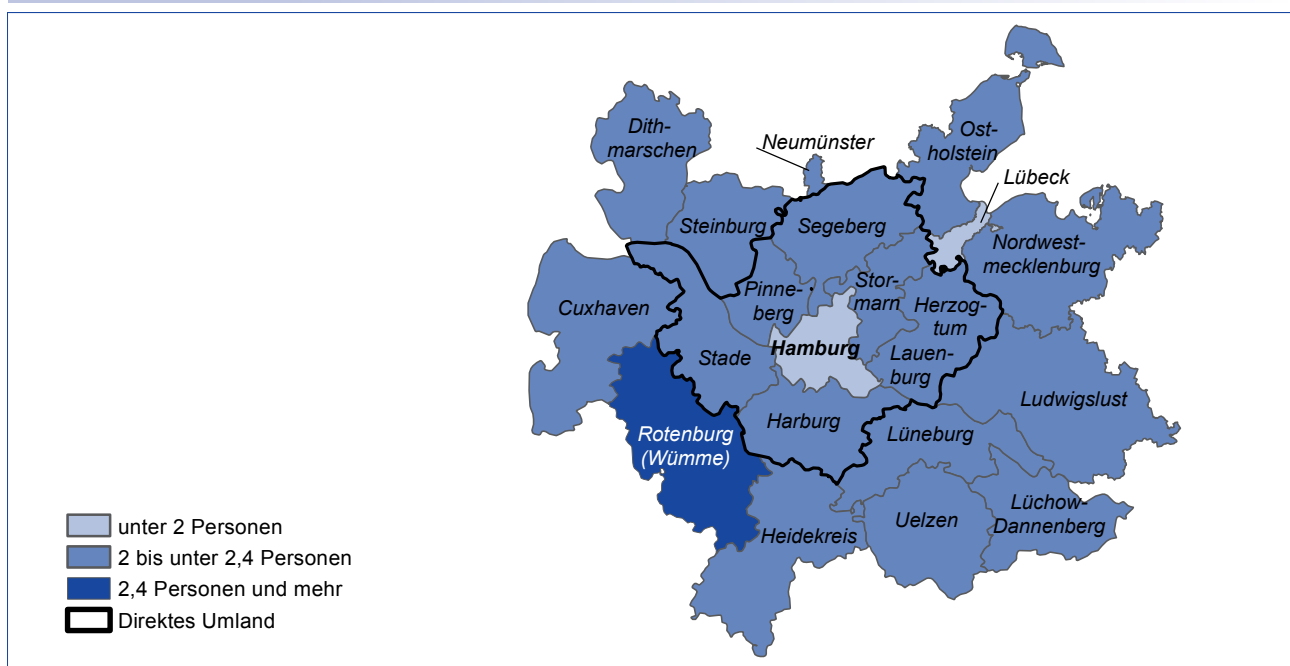 Dith-
marschen
Neumünster
Ost-
holstein
Lübeck
Steinburg
Segeberg
Nordwest-
mecklenburg
Cuxhaven
Pinne-
berg
Stor-
marn
Herzog-
tum
Lauen-
burg
Hamburg
Stade
Ludwigslust
Harburg
Lüneburg
Rotenburg
(Wümme)
Lüchow-
Dannenberg
Uelzen
Heidekreis
unter 2 Personen
2 bis unter 2,4 Personen
2,4 Personen und mehr
Direktes Umland